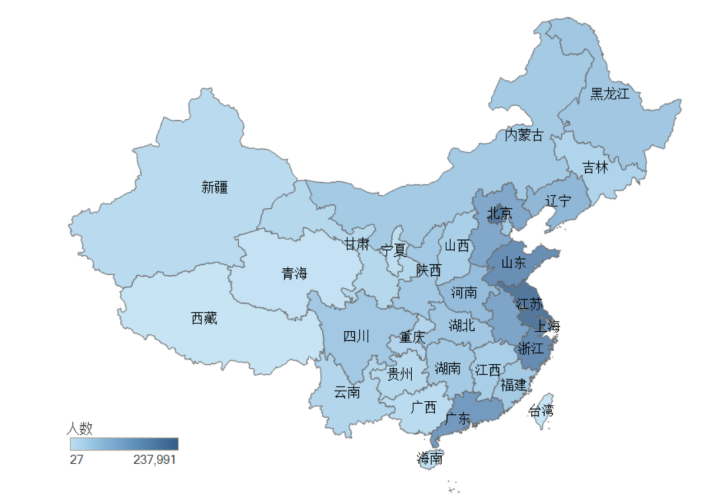 黑龙江
内蒙古
吉林
新疆
辽宁
北京
甘肃
宁夏
山西
山东
青海
陕西
河南
江苏
西藏
湖北
上海
四川
重庆
浙江
湖南
江西
贵州
福建
云南
广西
广东
台湾
人数
27 237,991
海南